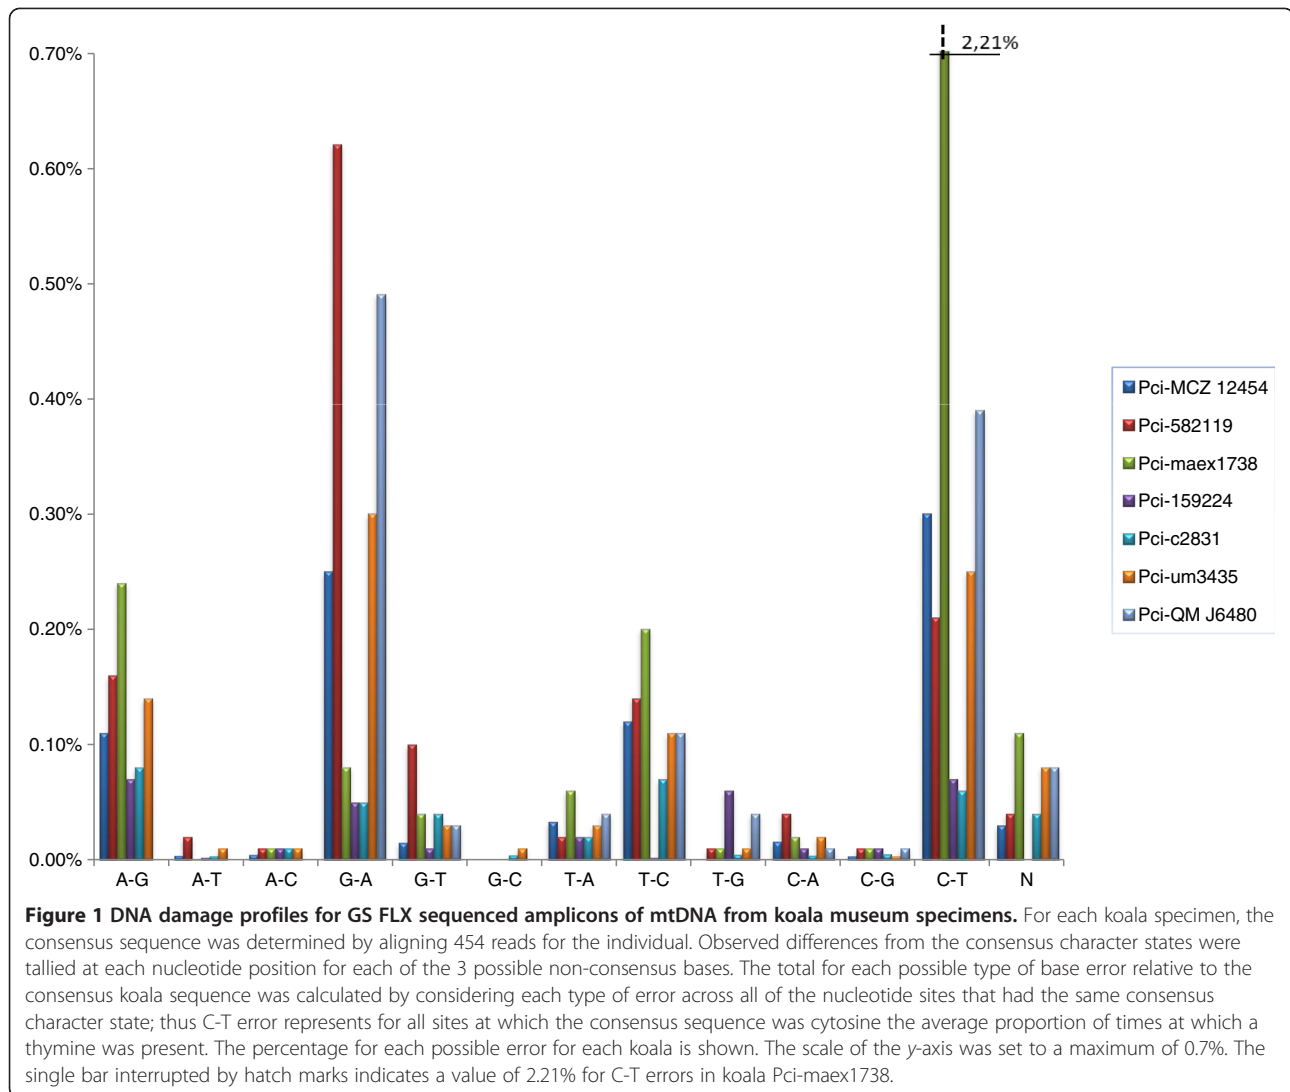 2,21%
0.70%
0.60%
0.50%
0.40%
0.30%
0.20%
0.10%
0.00%
A-G A-T A-C G-A G-T G-C T-A T-C T-G C-A C-G C-T N
Pci-MCZ 12454
Pci-582119
Pci-maex1738
Pci-159224
Pci-c2831
Pci-um3435
Pci-QM J6480
Figure 1 DNA damage profiles for GS FLX sequenced amplicons of mtDNA from koala museum specimens. For each koala specimen, the
consensus sequence was determined by aligning 454 reads for the individual. Observed differences from the consensus character states were
tallied at each nucleotide position for each of the 3 possible non-consensus bases. The total for each possible type of base error relative to the
consensus koala sequence was calculated by considering each type of error across all of the nucleotide sites that had the same consensus
character state; thus C-T error represents for all sites at which the consensus sequence was cytosine the average proportion of times at which a
thymine was present. The percentage for each possible error for each koala is shown. The scale of the y-axis was set to a maximum of 0.7%. The
single bar interrupted by hatch marks indicates a value of 2.21% for C-T errors in koala Pci-maex1738.